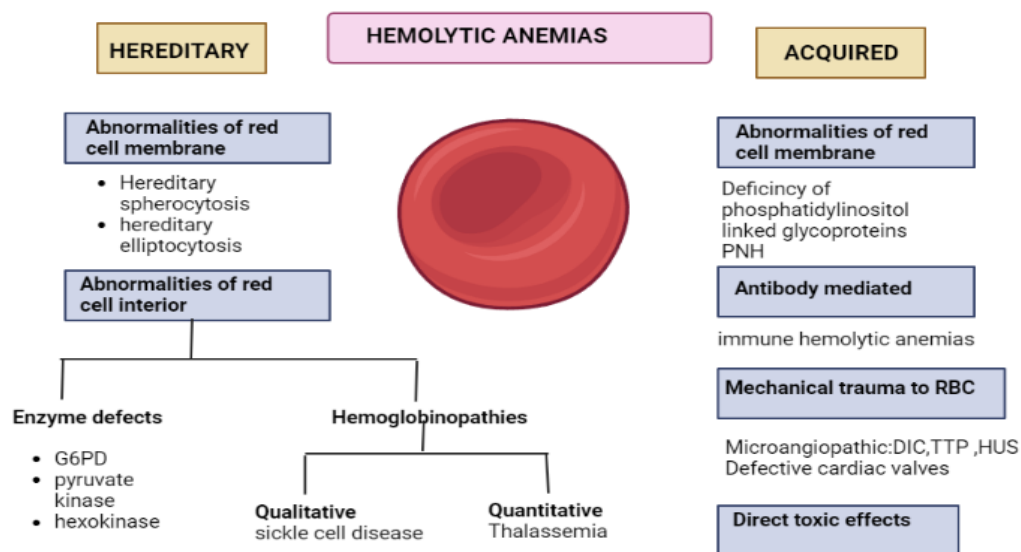 HEMOLYTIC ANEMIAS
HEREDITARY
Abnormalities of red
cell membrane
• Hereditary
spherocytosis
• hereditary
elliptocytosis
Abnormalities of red
cell interior
Enzyme defects
• G6PD
• pyruvate
kinase
• hexokinase
Hemoglobinopathies
Qualitative
sickle cell disease
Quantitative
Thalassemia
ACQUIRED
Abnormalities of red
cell membrane
Deficincy of
phosphatidylinositol
linked glycoproteins
PNH
Antibody mediated
immune hemolytic anemias
Mechanical trauma to RBC
Microangiopathic:DIC,TTP ,HUS
Defective cardiac valves
Direct toxic effects